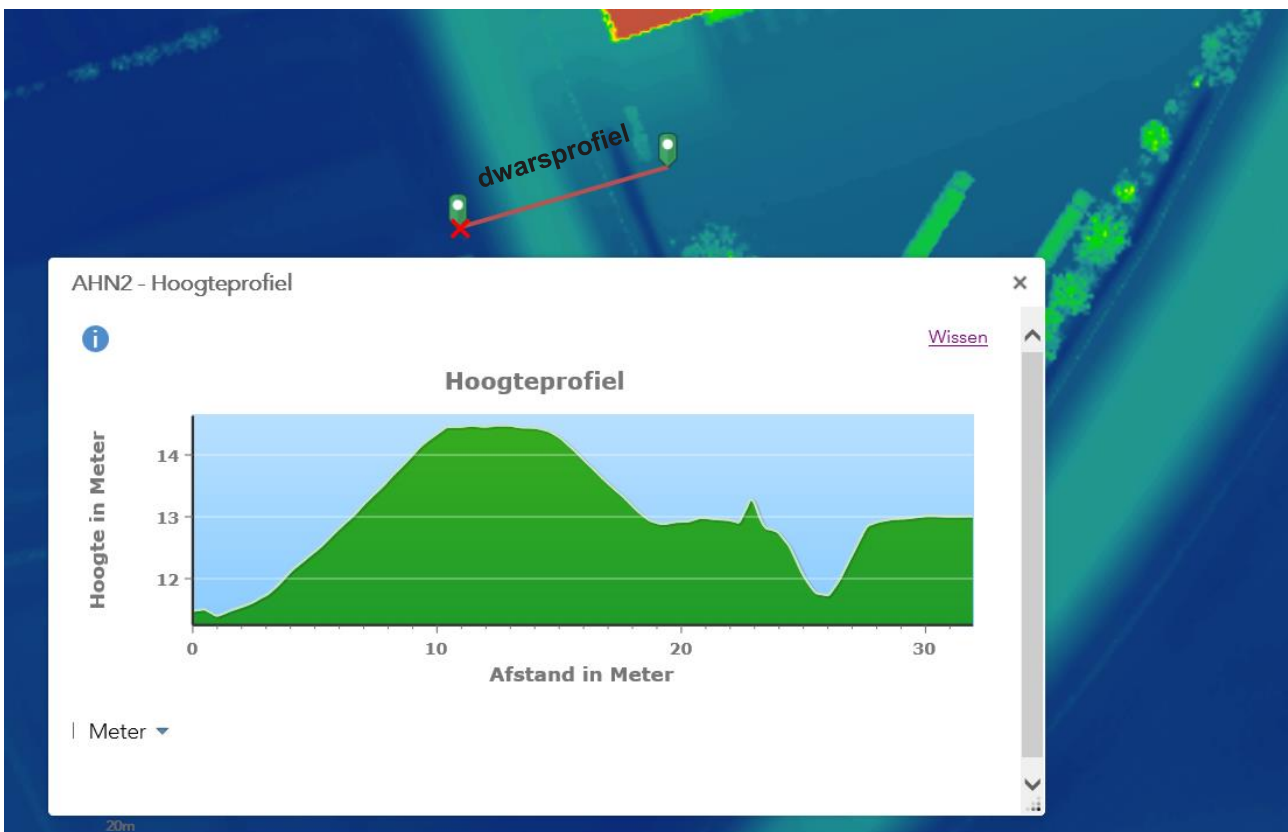 dwarsprofiel
AHN2 - Hoogteprofiel
×
i
Wissen
Hoogteprofiel
Hoogte in Meter
14
13
12
0
10
20
30
Afstand in Meter
Meter
20m